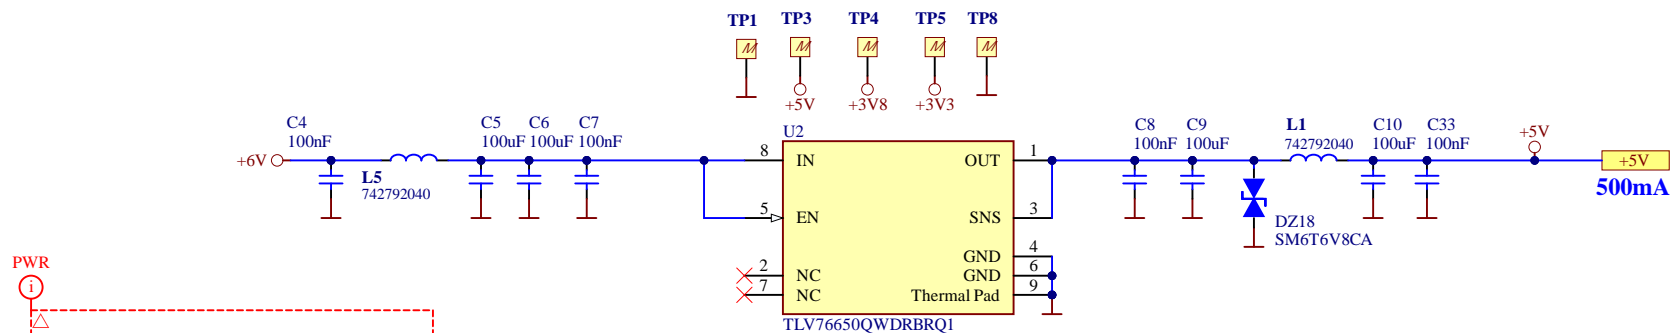 TP1 TP3 TP4 TP5 TP8
M M M M M
+5V +3V8 +3V3
C4 100nF
C5 100uF
C6 100uF
C7 100nF
U2
C8 100nF
C9 100uF
L1 742792040
C10 100uF
C33 100nF
+5V
+6V
L5
742792040
8 IN
OUT 1
+5V
500mA
5 EN
SNS 3
DZ18
SM6T6V8CA
GND 4
2 NC
GND 6
7 NC
Thermal Pad 9
PWR
i
TLV76650QWDRBRQ1